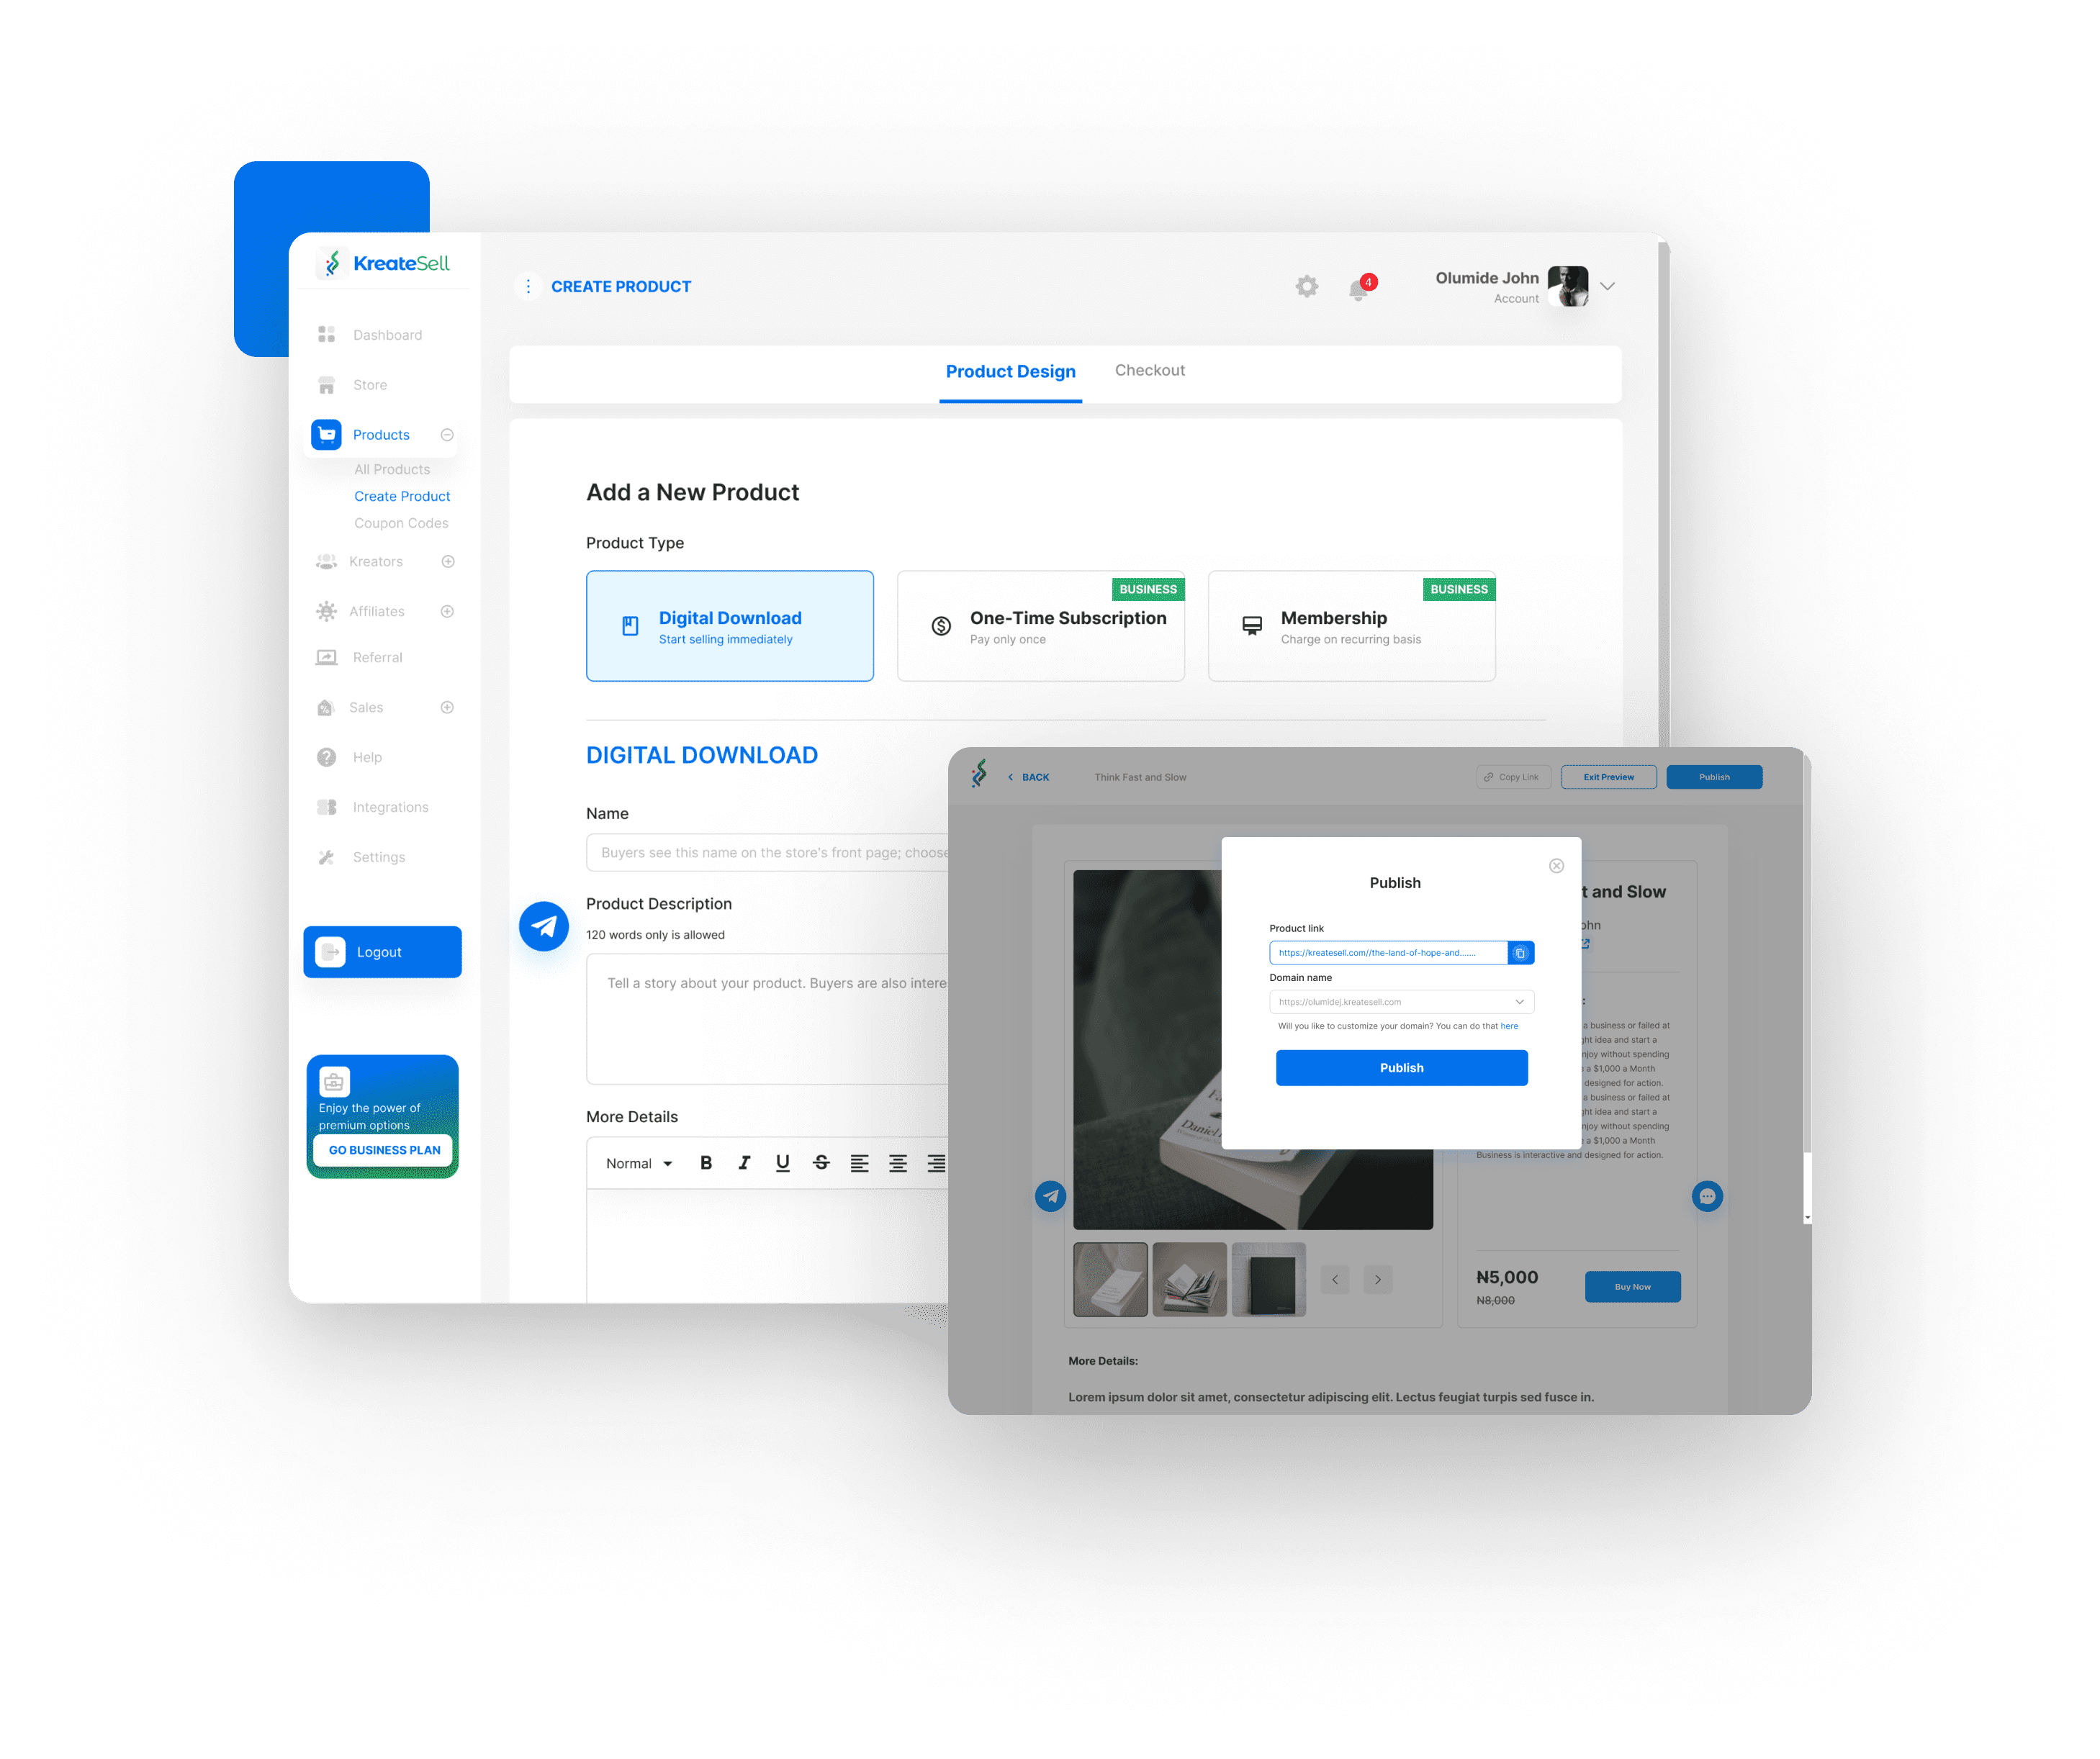 KreateSell
Dashboard
Store
Products
All Products
Create Product
Coupon Codes
Kreators
Affiliates
Referral
Sales
Help
Integrations
Settings
Logout
Enjoy the power of
premium options
GO BUSINESS PLAN
CREATE PRODUCT
4
Olumide John
Account
Product Design
Checkout
Add a New Product
Product Type
Digital Download
Start selling immediately
BUSINESS
One-Time Subscription
Pay only once
BUSINESS
Membership
Charge on recurring basis
DIGITAL DOWNLOAD
Name
Buyers see this name on the store's front page; choose
Product Description
120 words only is allowed
Tell a story about your product. Buyers are also intere
More Details
Normal
B I U S
BACK
Think Fast and Slow
Copy Link
Exit Preview
Publish
Publish
Product link
https://kreatesell.com//the-land-of-hope-and.......
Domain name
https://olumidej.kreatesell.com
Will you like to customize your domain? You can do that here
Publish
t and Slow
ohn
:
a business or failed at
ght idea and start a
njoy without spending
a $1,000 a Month
designed for action.
a business or failed at
ght idea and start a
njoy without spending
a $1,000 a Month
Business is interactive and designed for action.
Daniel
₦5,000
₦8,000
Buy Now
More Details:
Lorem ipsum dolor sit amet, consectetur adipiscing elit. Lectus feugiat turpis sed fusce in.